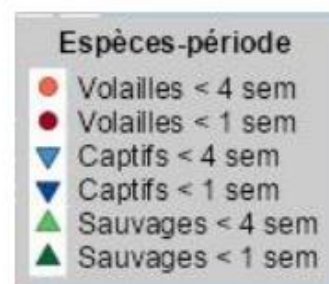 Espèces-période
Volailles < 4 sem
Volailles < 1 sem
Captifs < 4 sem
Captifs < 1 sem
Sauvages < 4 sem
Sauvages < 1 sem